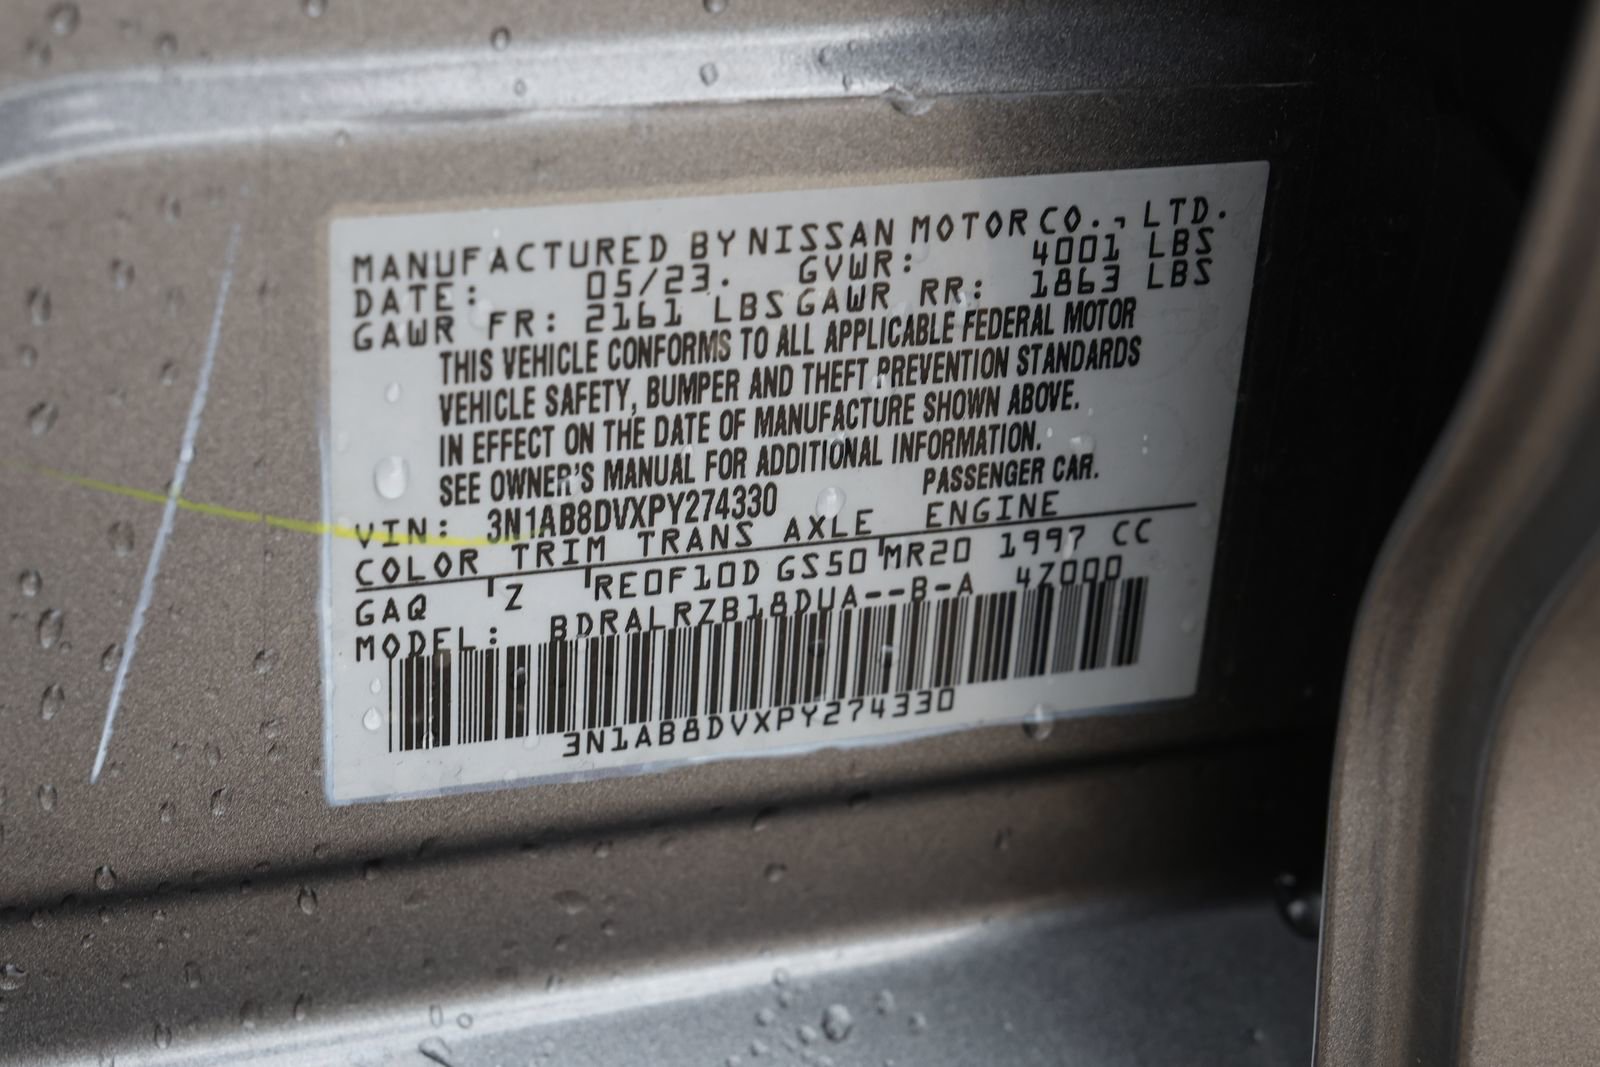 MANUFACTURED BY NISSAN MOTOR CO., LTD.
DATE: 05/23. GVWR: 4001 LBS
GAWR FR: 2161 LBS GAWR RR: 1863 LBS
THIS VEHICLE CONFORMS TO ALL APPLICABLE FEDERAL MOTOR
VEHICLE SAFETY, BUMPER AND THEFT PREVENTION STANDARDS
IN EFFECT ON THE DATE OF MANUFACTURE SHOWN ABOVE.
SEE OWNER'S MANUAL FOR ADDITIONAL INFORMATION.
VIN: 3N1AB8DVXPY274330 PASSENGER CAR.
COLOR TRIM TRANS AXLE ENGINE
GAQ Z RE0F10D GS50 MR20 1997 CC
MODEL: BDRALRZB18DUA--B-A 4Z000
3N1AB8DVXPY274330